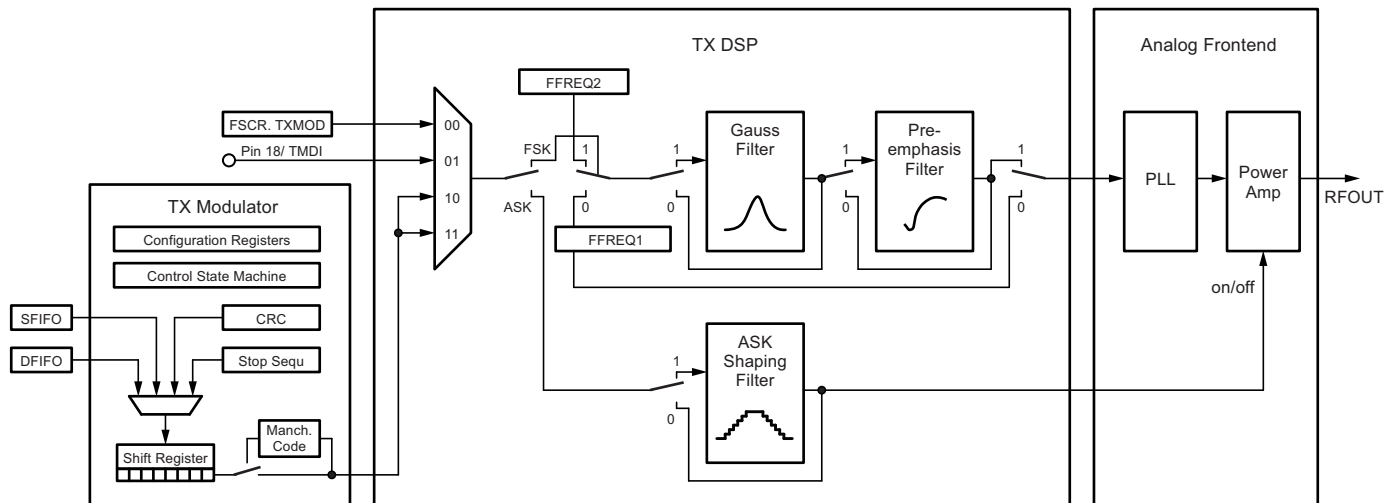 TX DSP
Analog Frontend
FFREQ2
FSCR. TXMOD
00
Pin 18/ TMDI
01
10
11
FSK
ASK
1
0
FFREQ1
1
0
Gauss
Filter
1
0
Pre-
emphasis
Filter
1
0
PLL
Power
Amp
RFOUT
on/off
TX Modulator
Configuration Registers
Control State Machine
SFIFO
CRC
DFIFO
Stop Sequ
Shift Register
Manch.
Code
1
0
ASK
Shaping
Filter